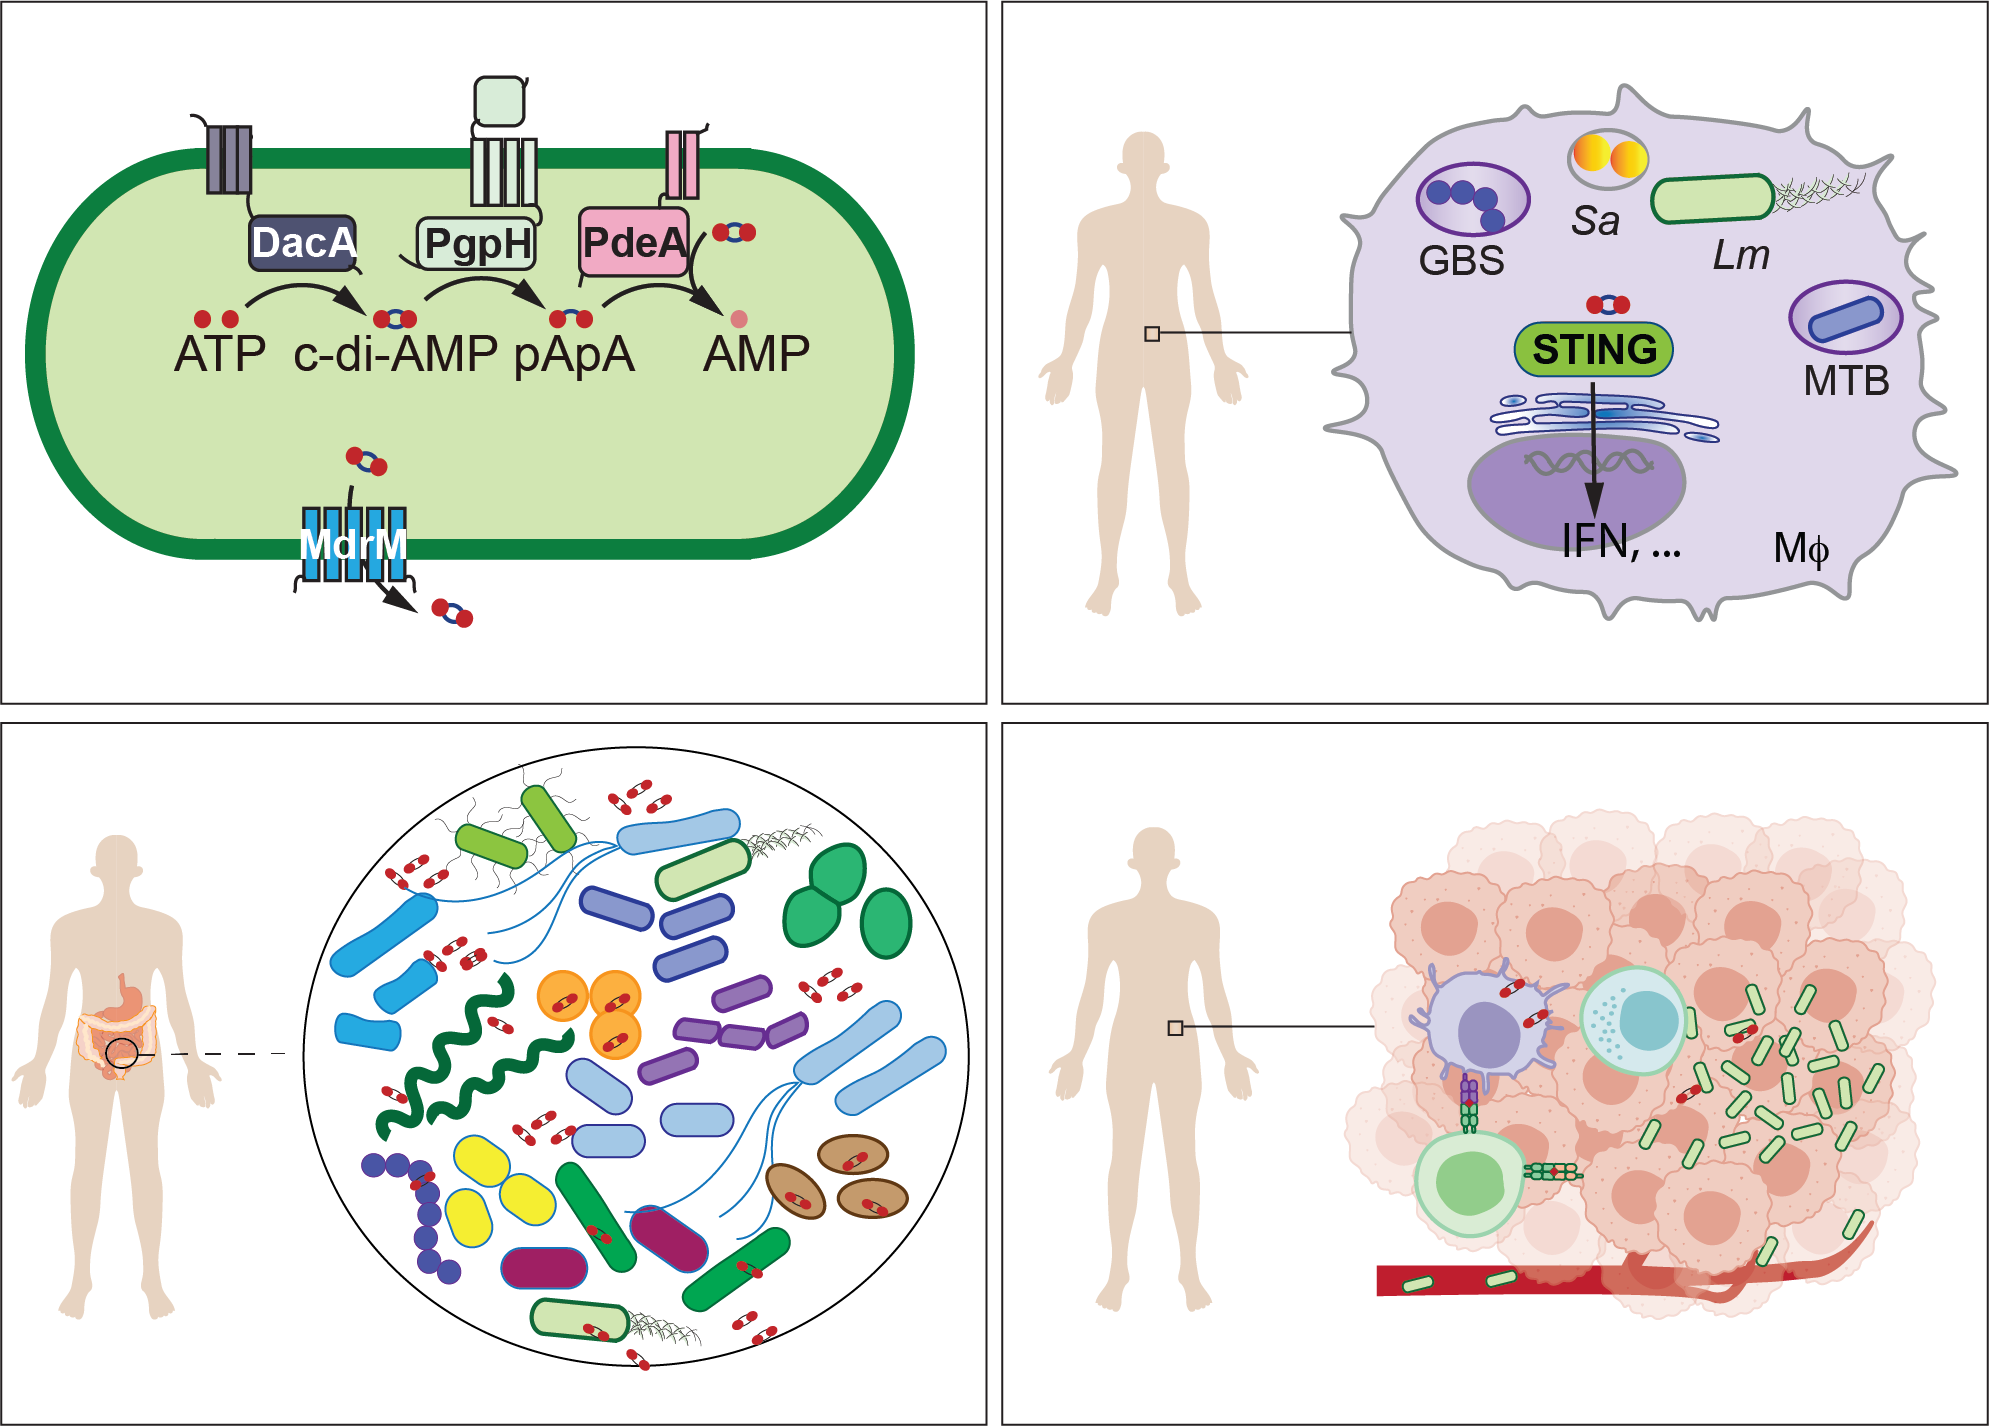 DacA PgpH PdeA
ATP c-di-AMP pApA AMP
MdrM
GBS
Sa
Lm
STING
MTB
IFN, ...
Mϕ